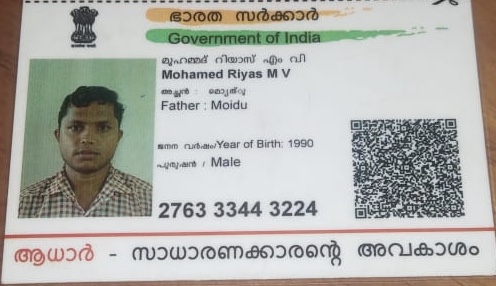 ഭാരത സർക്കാർ
Government of India
മുഹമ്മദ് റിയാസ് എം വി
Mohamed Riyas M V
അച്ഛൻ : മൊയ്തു
Father : Moidu
ജനന വർഷം/Year of Birth: 1990
പുരുഷൻ / Male
2763 3344 3224
ആധാർ - സാധാരണക്കാരന്റെ അവകാശം